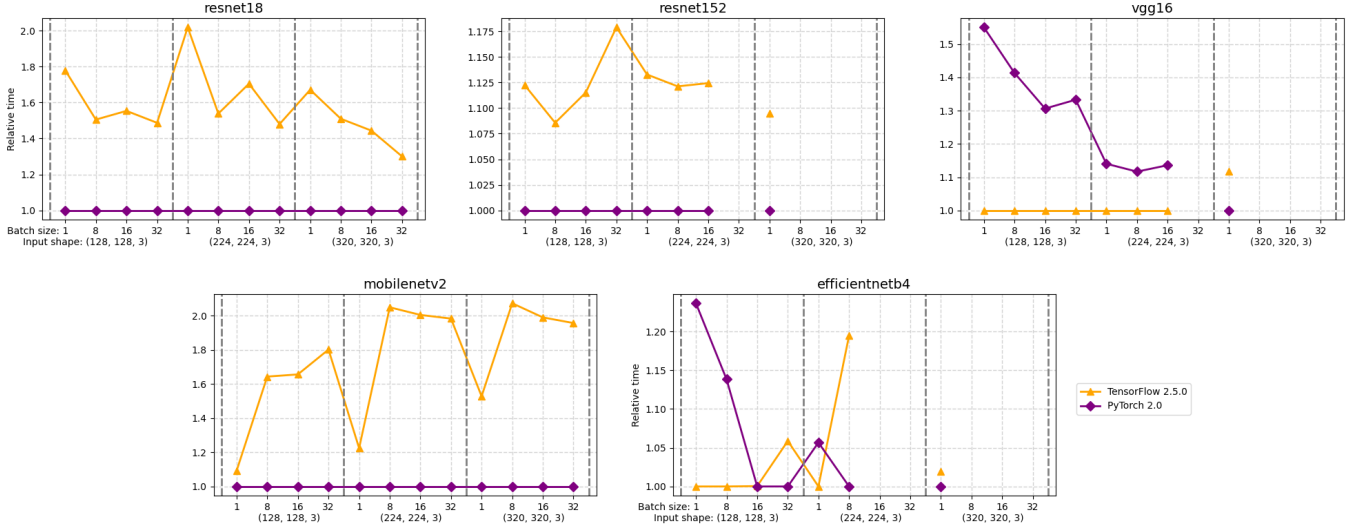 resnet18
Relative time
2.0
1.8
1.6
1.4
1.2
1.0
Batch size: 1 8 16 32 1 8 16 32 1 8 16 32
Input shape: (128, 128, 3) (224, 224, 3) (320, 320, 3)
resnet152
1.175
1.150
1.125
1.100
1.075
1.050
1.025
1.000
1 8 16 32 1 8 16 32 1 8 16 32
(128, 128, 3) (224, 224, 3) (320, 320, 3)
vgg16
1.5
1.4
1.3
1.2
1.1
1.0
1 8 16 32 1 8 16 32 1 8 16 32
(128, 128, 3) (224, 224, 3) (320, 320, 3)
mobilenetv2
2.0
1.8
1.6
1.4
1.2
1.0
1 8 16 32 1 8 16 32 1 8 16 32
(128, 128, 3) (224, 224, 3) (320, 320, 3)
efficientnetb4
Relative time
1.20
1.15
1.10
1.05
1.00
Batch size: 1 8 16 32 1 8 16 32 1 8 16 32
Input shape: (128, 128, 3) (224, 224, 3) (320, 320, 3)
TensorFlow 2.5.0
PyTorch 2.0